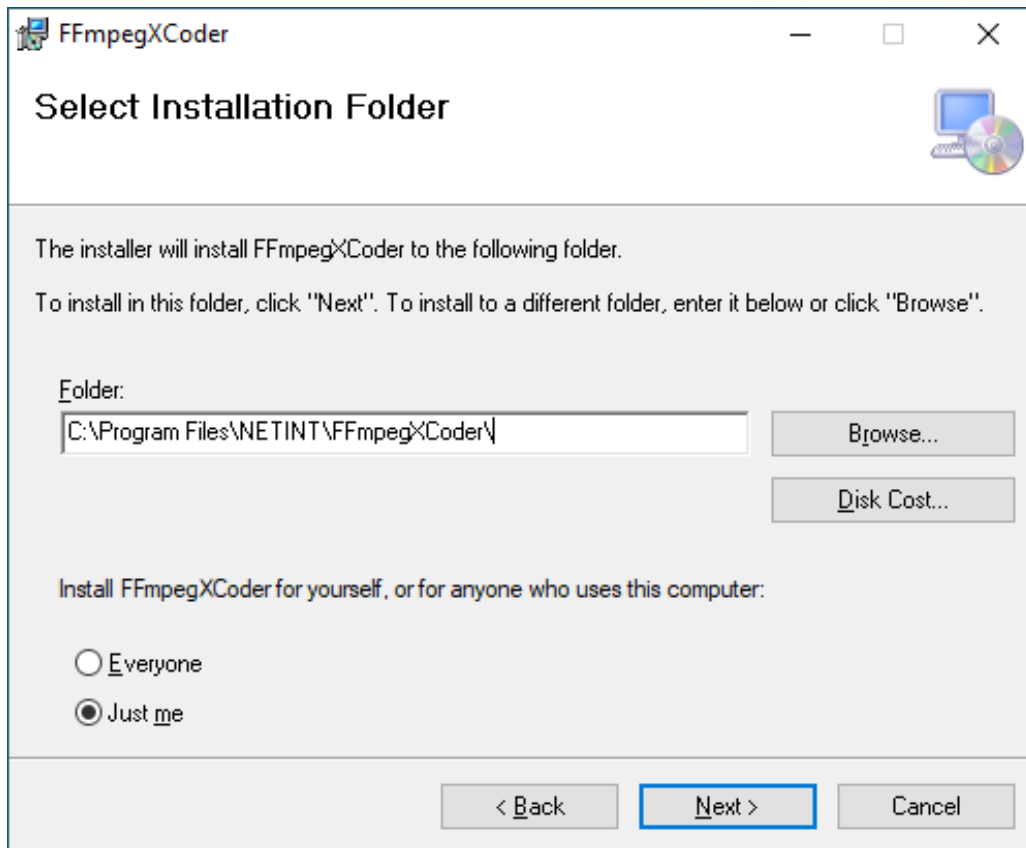 FFmpegXCoder
Select Installation Folder
The installer will install FFmpegXCoder to the following folder.
To install in this folder, click "Next". To install to a different folder, enter it below or click "Browse".
Folder:
C:\Program Files\NETINT\FFmpegXCoder\
Browse...
Disk Cost...
Install FFmpegXCoder for yourself, or for anyone who uses this computer:
Everyone
Just me
< Back
Next >
Cancel